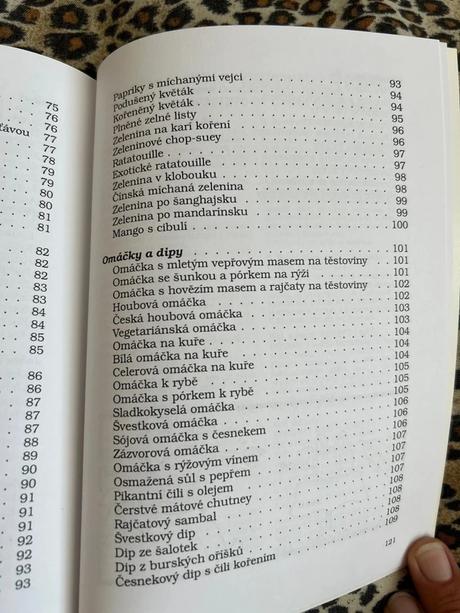 75
76
ťavou 76
77
77
78
79
79
80
80
81
81
82
82
82
83
83
84
84
85
85
86
86
87
87
88
89
90
90
91
91
91
92
92
93
93
Papriky s míchanými vejci . . . . . . . . . . 93
Podušený květák . . . . . . . . . . 94
Kořeněný květák . . . . . . . . . . 94
Plněné zelné listy . . . . . . . . . . 95
Zelenina na kari koření . . . . . . . . . . 96
Zeleninové chop-suey . . . . . . . . . . 96
Ratatouille . . . . . . . . . . 97
Exotické ratatouille . . . . . . . . . . 97
Zelenina v klobouku . . . . . . . . . . 98
Čínská míchaná zelenina . . . . . . . . . . 98
Zelenina po šanghajsku . . . . . . . . . . 99
Zelenina po mandarínsku . . . . . . . . . . 99
Mango s cibulí . . . . . . . . . . 100
Omáčky a dipy . . . . . . . . . . 101
Omáčka s mletým vepřovým masem na těstoviny . . 101
Omáčka se šunkou a pórkem na rýži . . . . . . . 101
Omáčka s hovězím masem a rajčaty na těstoviny . . 102
Houbová omáčka . . . . . . . . . . 102
Česká houbová omáčka . . . . . . . . . . 103
Vegetariánská omáčka . . . . . . . . . . 103
Omáčka na kuře . . . . . . . . . . 104
Bílá omáčka na kuře . . . . . . . . . . 104
Celerová omáčka na kuře . . . . . . . . . . 104
Omáčka k rybě . . . . . . . . . . 105
Omáčka s pórkem k rybě . . . . . . . . . . 105
Sladkokyselá omáčka . . . . . . . . . . 105
Švestková omáčka . . . . . . . . . . 106
Sójová omáčka s česnekem . . . . . . . . . . 106
Zázvorová omáčka . . . . . . . . . . 106
Omáčka s rýžovým vínem . . . . . . . . . . 107
Osmažená sůl s pepřem . . . . . . . . . . 107
Pikantní čili s olejem . . . . . . . . . . 107
Čerstvé mátové chutney . . . . . . . . . . 107
Rajčatový sambal . . . . . . . . . . 108
Švestkový dip . . . . . . . . . . 108
Dip ze šalotek . . . . . . . . . . 108
Dip z burských oříšků . . . . . . . . . . 108
Česnekový dip s čili kořením . . . . . . . . . . 109
121